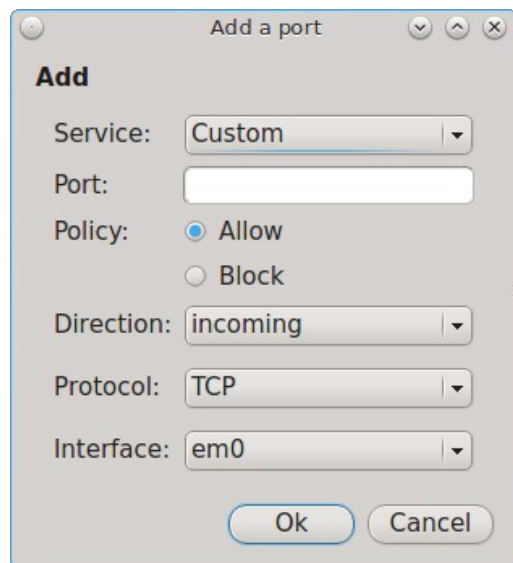 Add a port
Add
Service: Custom
Port:
Policy: Allow
Block
Direction: incoming
Protocol: TCP
Interface: em0
Ok Cancel